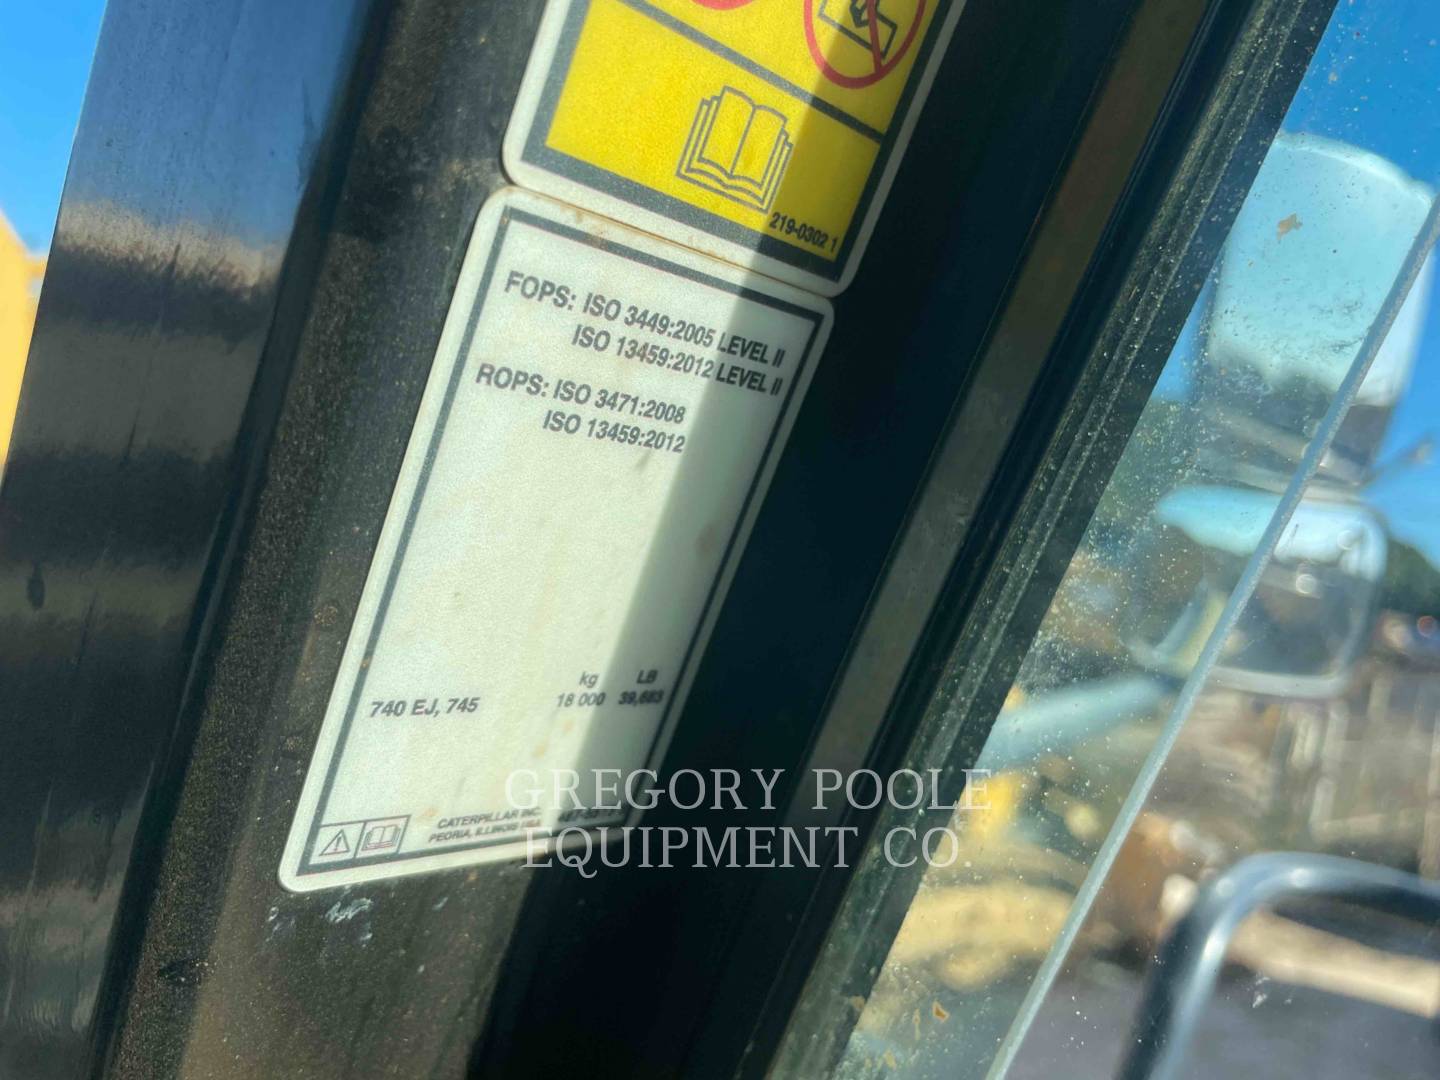 219-0302 1
FOPS: ISO 3449:2005 LEVEL II
ISO 13459:2012 LEVEL II
ROPS: ISO 3471:2008
ISO 13459:2012
kg LB
740 EJ, 745 18 000 39,683
CATERPILLAR INC.
PEORIA, ILLINOIS USA
GREGORY POOLE
EQUIPMENT CO.